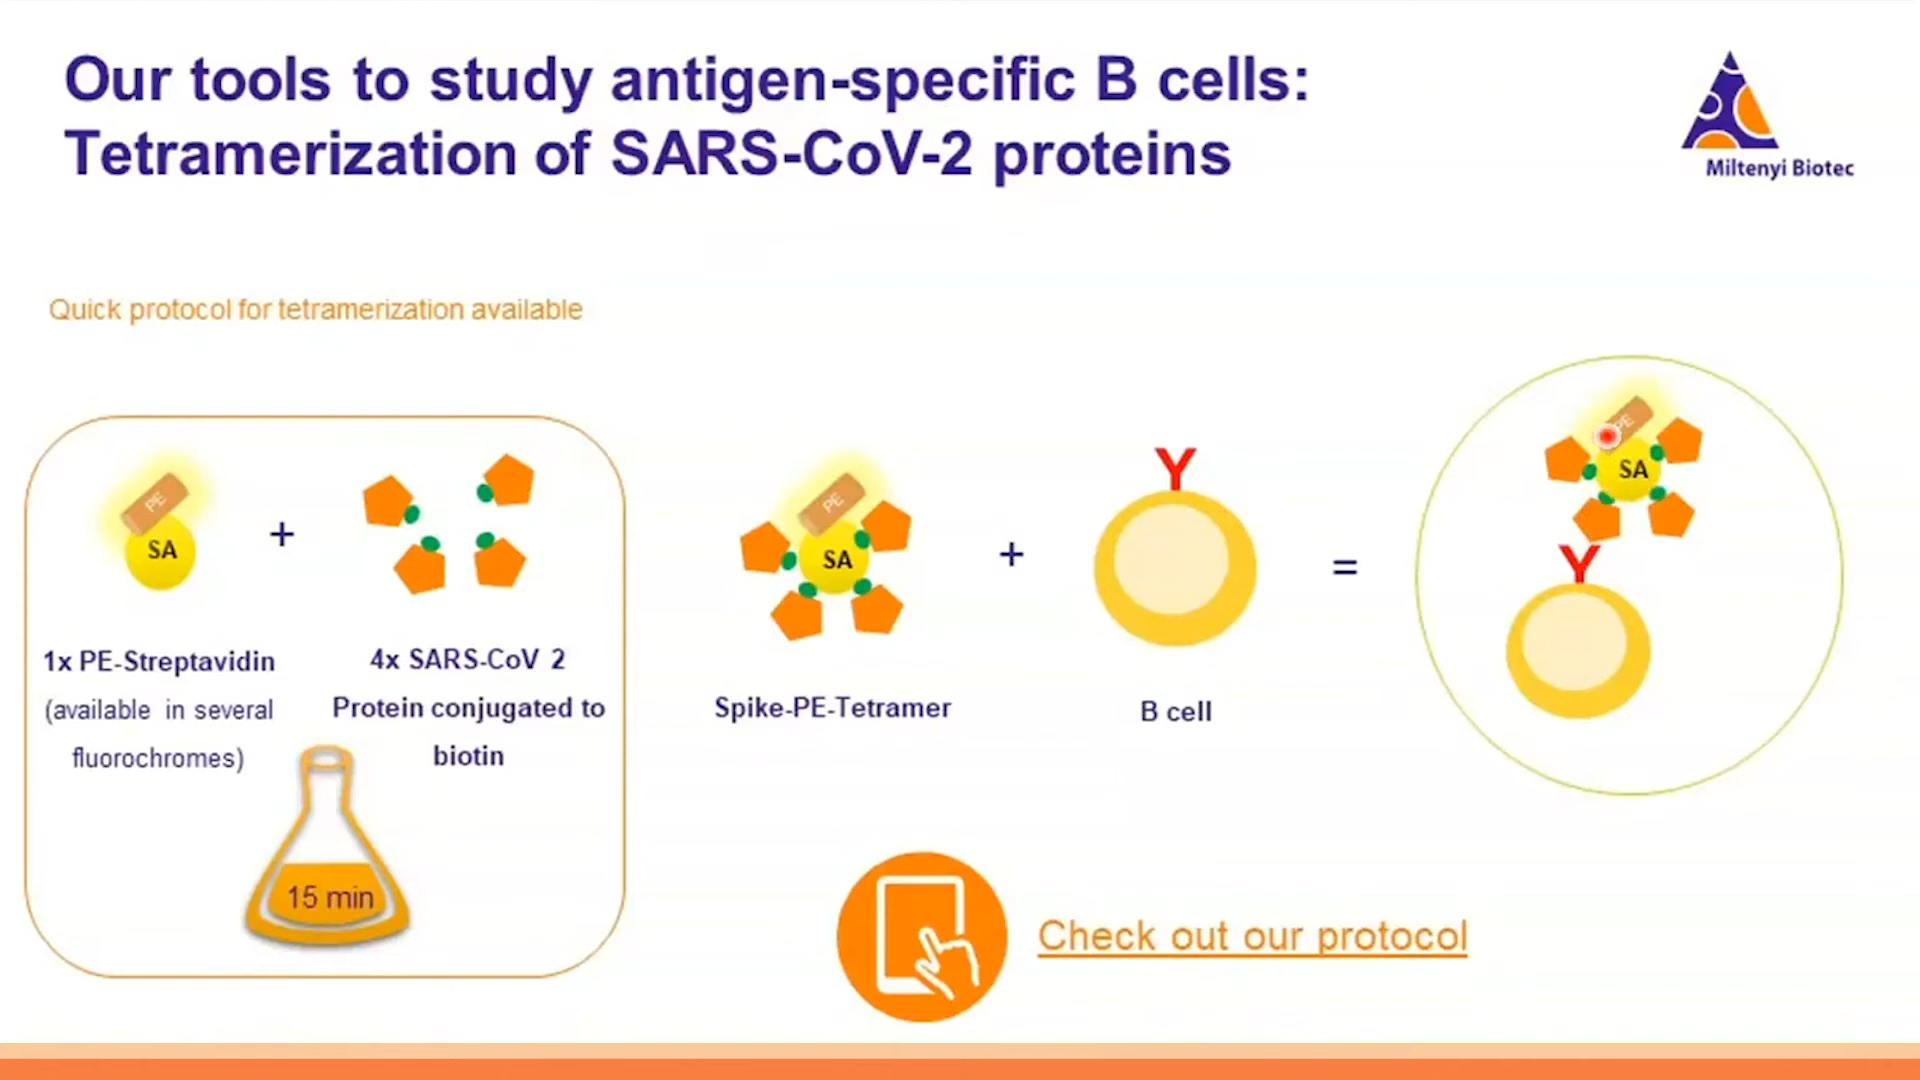 Our tools to study antigen-specific B cells:
Tetramerization of SARS-CoV-2 proteins
Miltenyi Biotec
Quick protocol for tetramerization available
PE
SA
+
1x PE-Streptavidin
(available in several
fluorochromes)
4x SARS-CoV 2
Protein conjugated to
biotin
15 min
PE
SA
Spike-PE-Tetramer
+
Y
B cell
=
PE
SA
Y
Check out our protocol